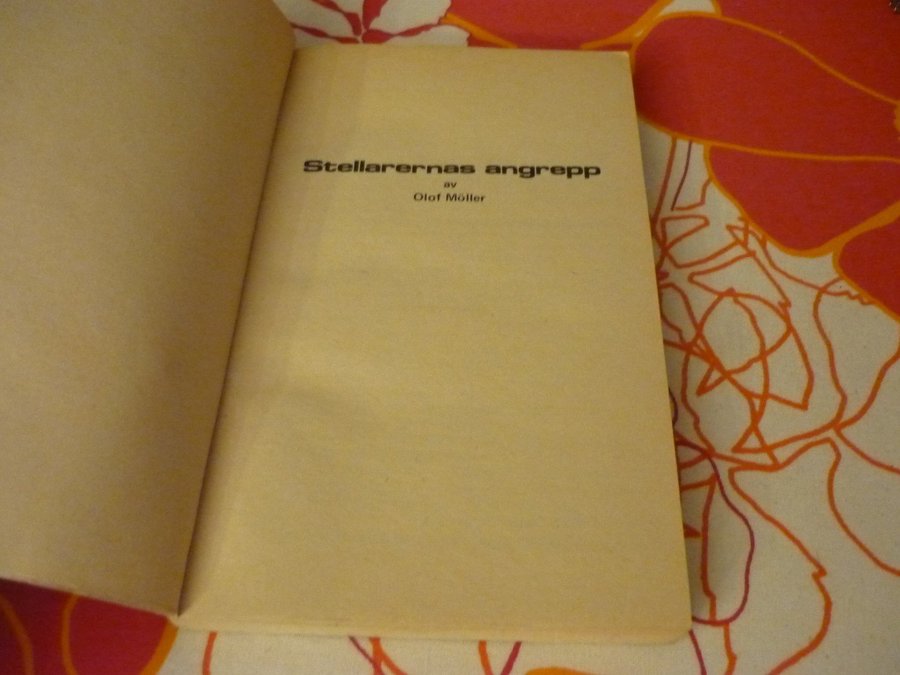 Stellarernas angrepp
av
Olof Möller